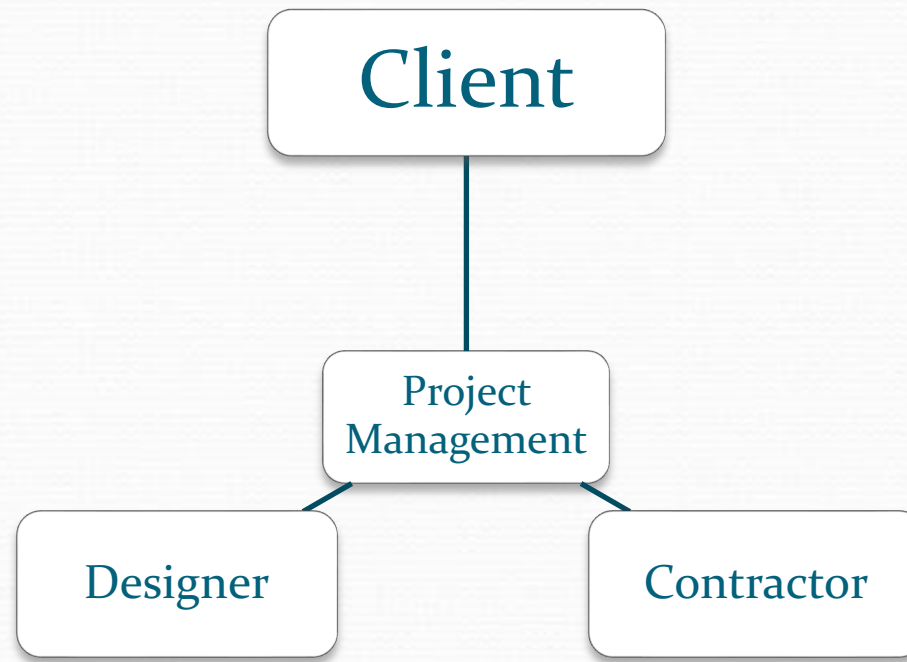 Client
Project
Management
Designer
Contractor